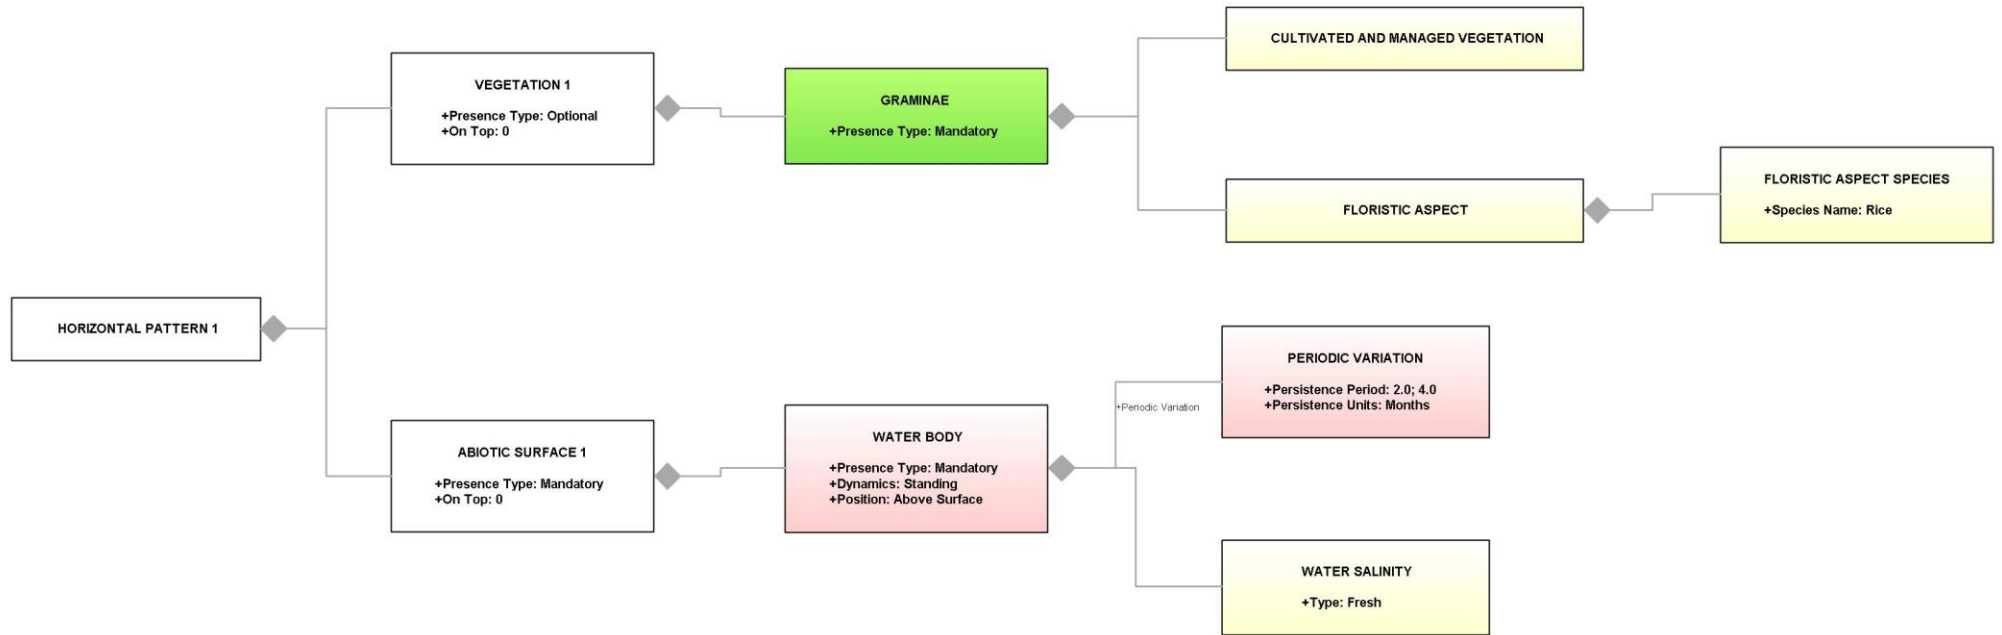 CULTIVATED AND MANAGED VEGETATION
VEGETATION 1
+Presence Type: Optional
+On Top: 0
GRAMINAE
+Presence Type: Mandatory
FLORISTIC ASPECT
FLORISTIC ASPECT SPECIES
+Species Name: Rice
HORIZONTAL PATTERN 1
ABIOTIC SURFACE 1
+Presence Type: Mandatory
+On Top: 0
WATER BODY
+Presence Type: Mandatory
+Dynamics: Standing
+Position: Above Surface
+Periodic Variation
PERIODIC VARIATION
+Persistence Period: 2.0; 4.0
+Persistence Units: Months
WATER SALINITY
+Type: Fresh